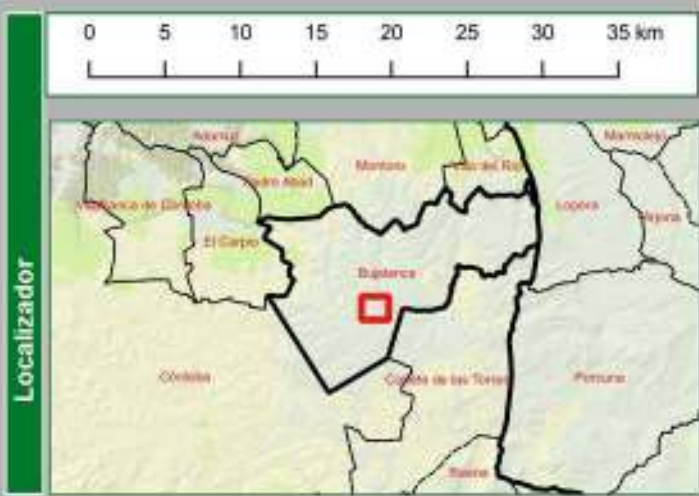 0 5 10 15 20 25 30 35 km
Localizador
Adamuz
Montoro
Villa del Río
Marmolejo
Pedro Abad
Villafranca de Córdoba
Lopera
Arjona
El Carpio
Bujalance
Córdoba
Cañete de las Torres
Porcuna
Baena